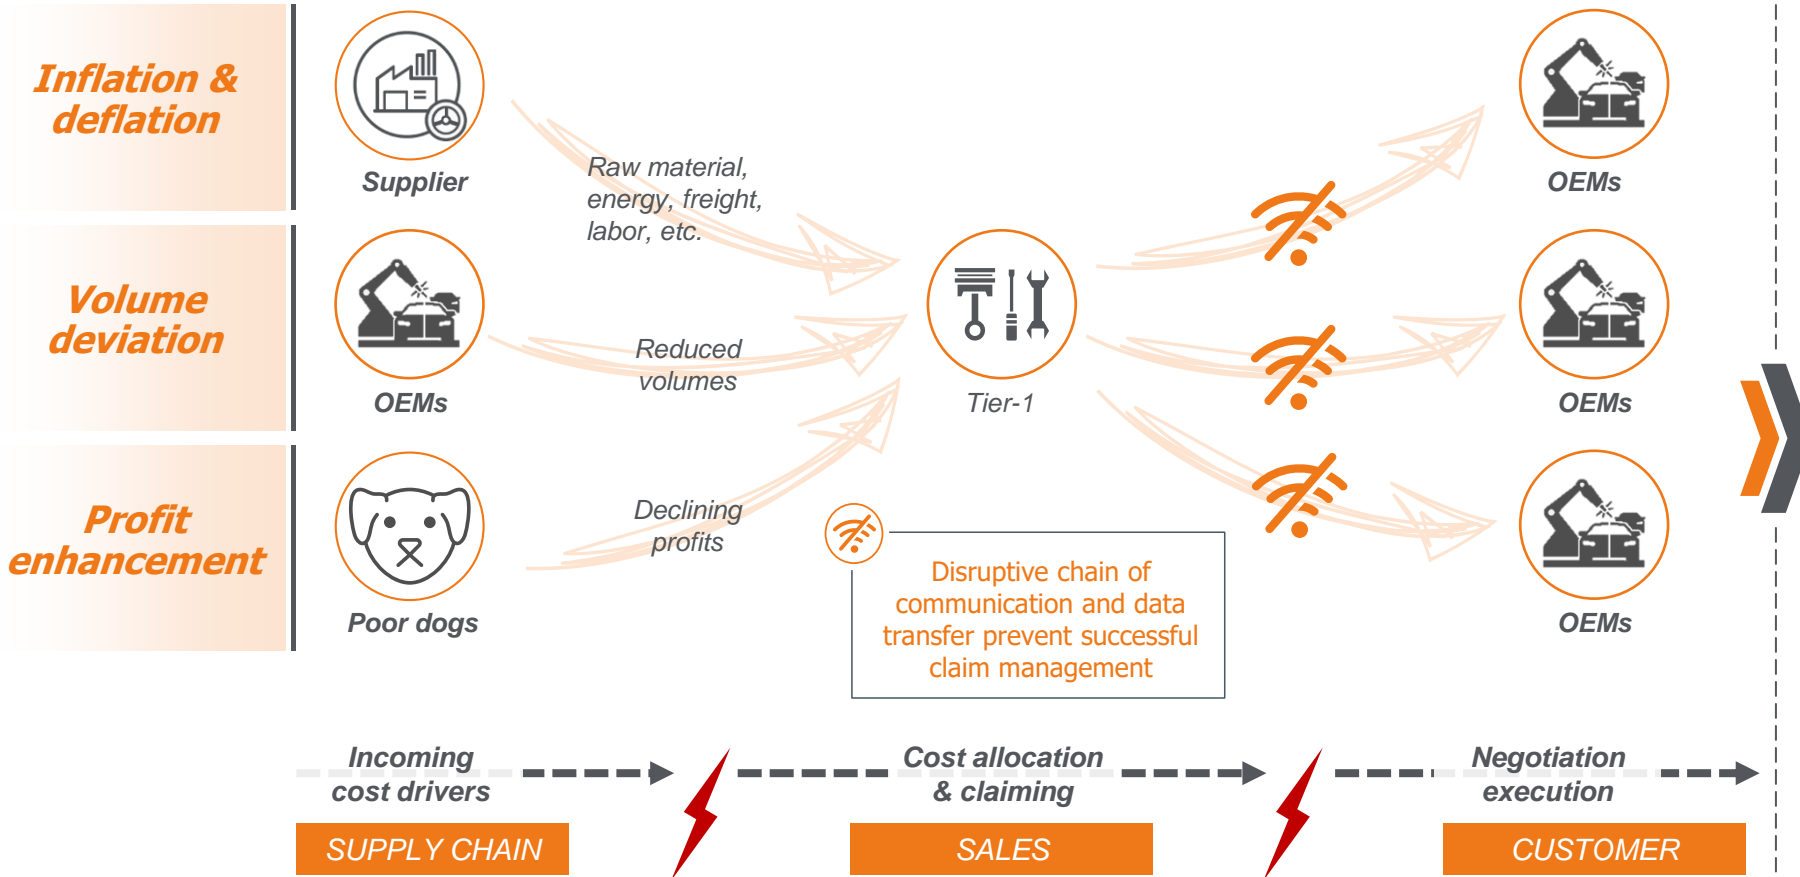 Inflation &
deflation
Supplier
Raw material,
energy, freight,
labor, etc.
OEMs
Volume
deviation
OEMs
Reduced
volumes
Tier-1
OEMs
Profit
enhancement
Poor dogs
Declining
profits
Disruptive chain of
communication and data
transfer prevent successful
claim management
OEMs
Incoming
cost drivers
Cost allocation
& claiming
Negotiation
execution
SUPPLY CHAIN
SALES
CUSTOMER